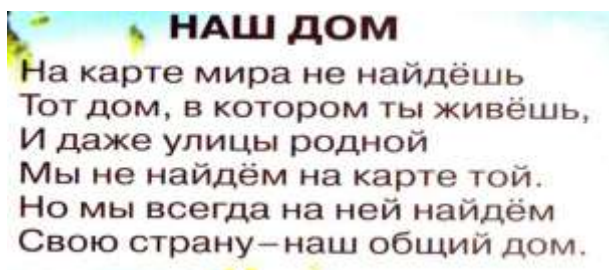 НАШ ДОМ
На карте мира не найдёшь
Тот дом, в котором ты живёшь,
И даже улицы родной
Мы не найдём на карте той.
Но мы всегда на ней найдём
Свою страну–наш общий дом.